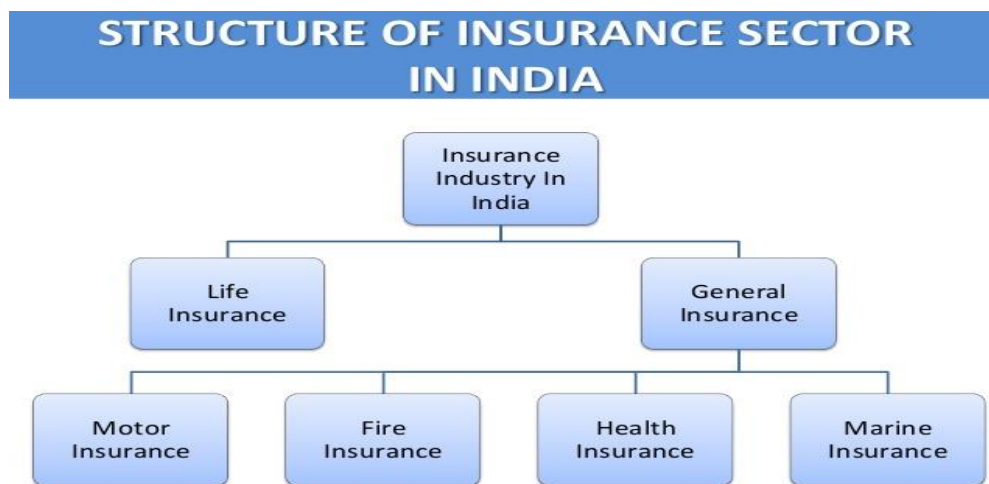 STRUCTURE OF INSURANCE SECTOR
IN INDIA
Insurance
Industry In
India
Life
Insurance
General
Insurance
Motor
Insurance
Fire
Insurance
Health
Insurance
Marine
Insurance